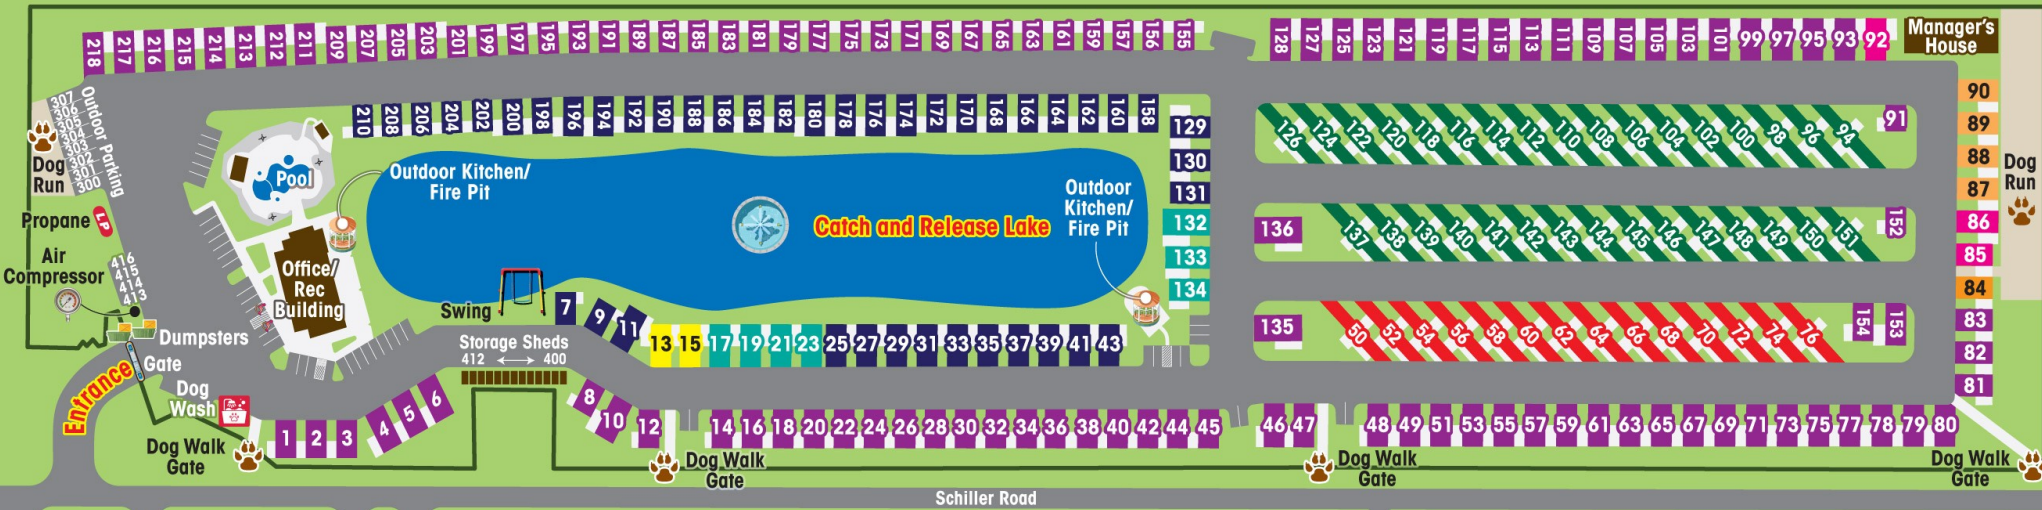 218 217 216 215 214 213 212 211 209 207 205 203 201 199 197 195 193 191 189 187 185 183 181 179 177 175 173 171 169 167 165 163 161 159 157 156 155
128 127 125 123 121 119 117 115 113 111 109 107 105 103 101 99 97 95 93 92
Manager's
House
307
306
305
304
303
302
301
300
Outdoor Parking
Dog
Run
Propane
LP
Air
Compressor
416
415
414
413
Dumpsters
Gate
Entrance
Dog
Wash
Dog Walk
Gate
210 208 206 204 202 200 198 196 194 192 190 188 186 184 182 180 178 176 174 172 170 168 166 164 162 160 158
Pool
Office/
Rec
Building
Outdoor Kitchen/
Fire Pit
Catch and Release Lake
Outdoor
Kitchen/
Fire Pit
Swing
129
130
131
132
133
134
7 9 11 13 15 17 19 21 23 25 27 29 31 33 35 37 39 41 43
Storage Sheds
412 400
1 2 3 4 5 6
8 10 12 14 16 18 20 22 24 26 28 30 32 34 36 38 40 42 44 45
46 47 48 49 51 53 55 57 59 61 63 65 67 69 71 73 75 77 78 79 80
126 124 122 120 118 116 114 112 110 108 106 104 102 100 98 96 94
91
136
137 138 139 140 141 142 143 144 145 146 147 148 149 150 151
152
135
50 52 54 56 58 60 62 64 66 68 70 72 74 76
154 153
90
89
88
87
86
85
84
83
82
81
Dog
Run
Dog Walk
Gate
Dog Walk
Gate
Dog Walk
Gate
Schiller Road